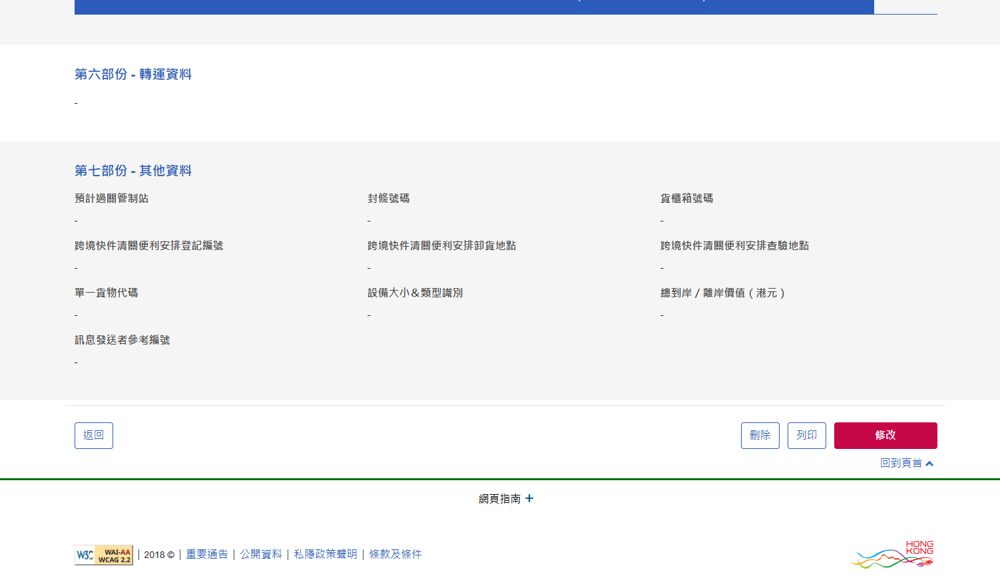 第六部份 - 轉運資料
-
第七部份 - 其他資料
預計過關管制站 封條號碼 貨櫃箱號碼
- - -
跨境快件清關便利安排登記編號 跨境快件清關便利安排卸貨地點 跨境快件清關便利安排查驗地點
- - -
單一貨物代碼 設備大小＆類型識別 總到岸 / 離岸價值 ( 港元 )
- - -
訊息發送者參考編號
-
返回 刪除 列印 修改
回到頁首
網頁指南 +
W3C WAI-AA WCAG 2.2 | 2018 © | 重要通告 | 公開資料 | 私隱政策聲明 | 條款及條件
HONG KONG